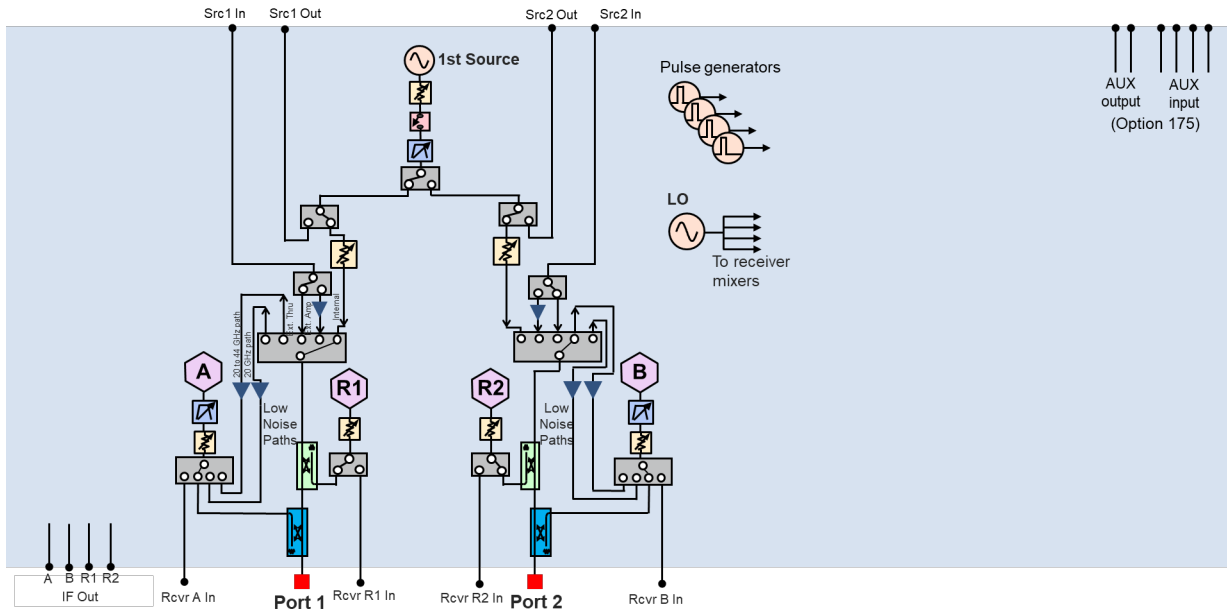 Src1 In
Src1 Out
Src2 Out
Src2 In
1st Source
Pulse generators
AUX
output
AUX
input
(Option 175)
LO
To receiver
mixers
20 to 44 GHz path
20 GHz path
Ext. Thru
Ext. Amp
Internal
A
R1
R2
B
Low
Noise
Paths
Low
Noise
Paths
A B R1 R2
IF Out
Rcvr A In
Port 1
Rcvr R1 In
Rcvr R2 In
Port 2
Rcvr B In